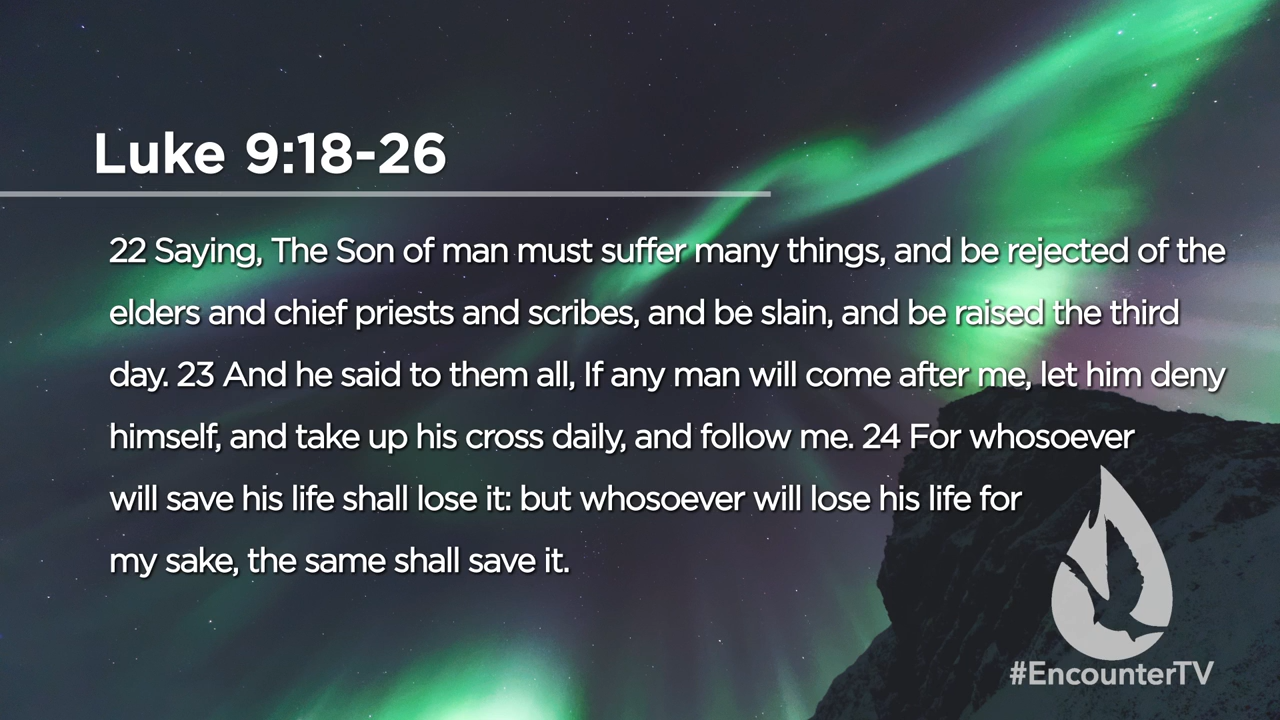 Luke 9:18-26
22 Saying, The Son of man must suffer many things, and be rejected of the
elders and chief priests and scribes, and be slain, and be raised the third
day. 23 And he said to them all, If any man will come after me, let him deny
himself, and take up his cross daily, and follow me. 24 For whosoever
will save his life shall lose it: but whosoever will lose his life for
my sake, the same shall save it.
#EncounterTV